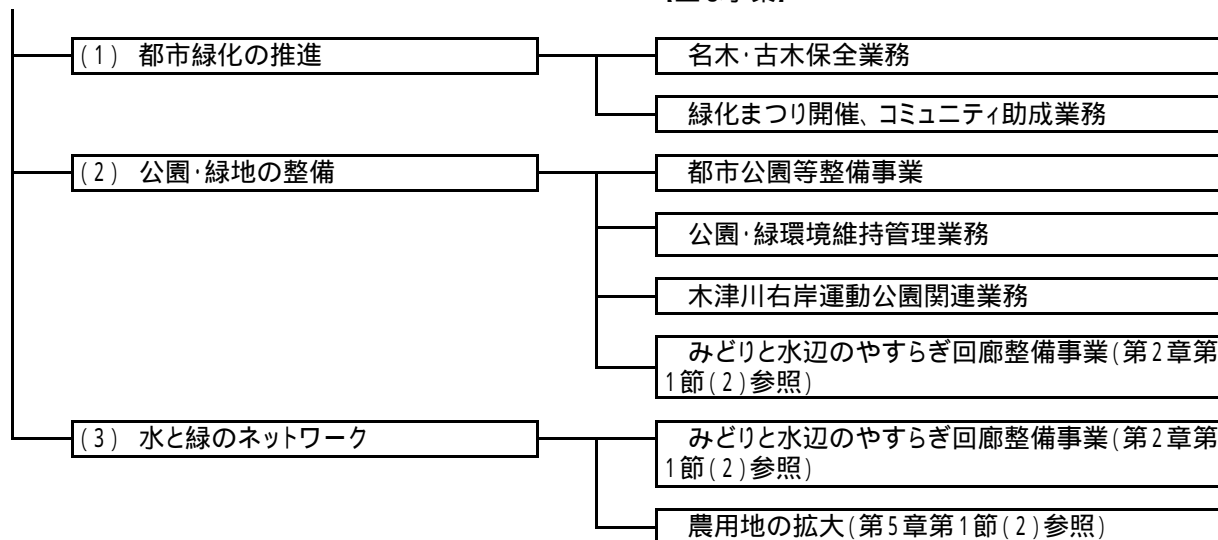 (1) 都市緑化の推進
名木・古木保全業務
緑化まつり開催、コミュニティ助成業務
(2) 公園・緑地の整備
都市公園等整備事業
公園・緑環境維持管理業務
木津川右岸運動公園関連業務
みどりと水辺のやすらぎ回廊整備事業(第2章第
1節(2)参照)
(3) 水と緑のネットワーク
みどりと水辺のやすらぎ回廊整備事業(第2章第
1節(2)参照)
農用地の拡大(第5章第1節(2)参照)